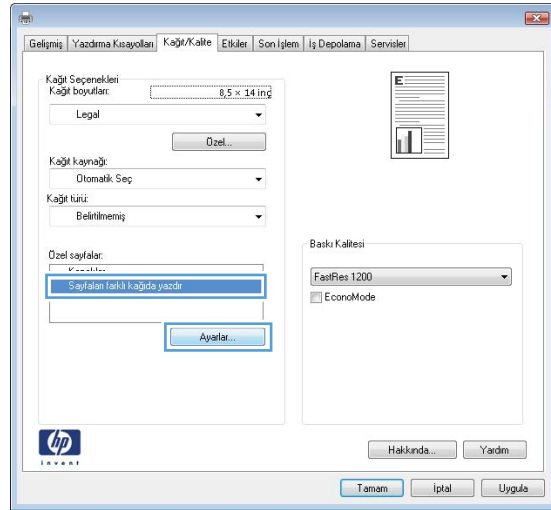 Gelişmiş Yazdırma Kısayolları Kağıt/Kalite Etkiler Son İşlem İş Depolama Servisler
Kağıt Seçenekleri
Kağıt boyutları: 8,5 × 14 inç
Legal
Özel...
Kağıt kaynağı:
Otomatik Seç
Kağıt türü:
Belirtilmemiş
Özel sayfalar:
Sayfaları farklı kağıda yazdır
Ayarlar...
E
Baskı Kalitesi
FastRes 1200
EconoMode
hp
invent
Hakkında... Yardım
Tamam İptal Uygula